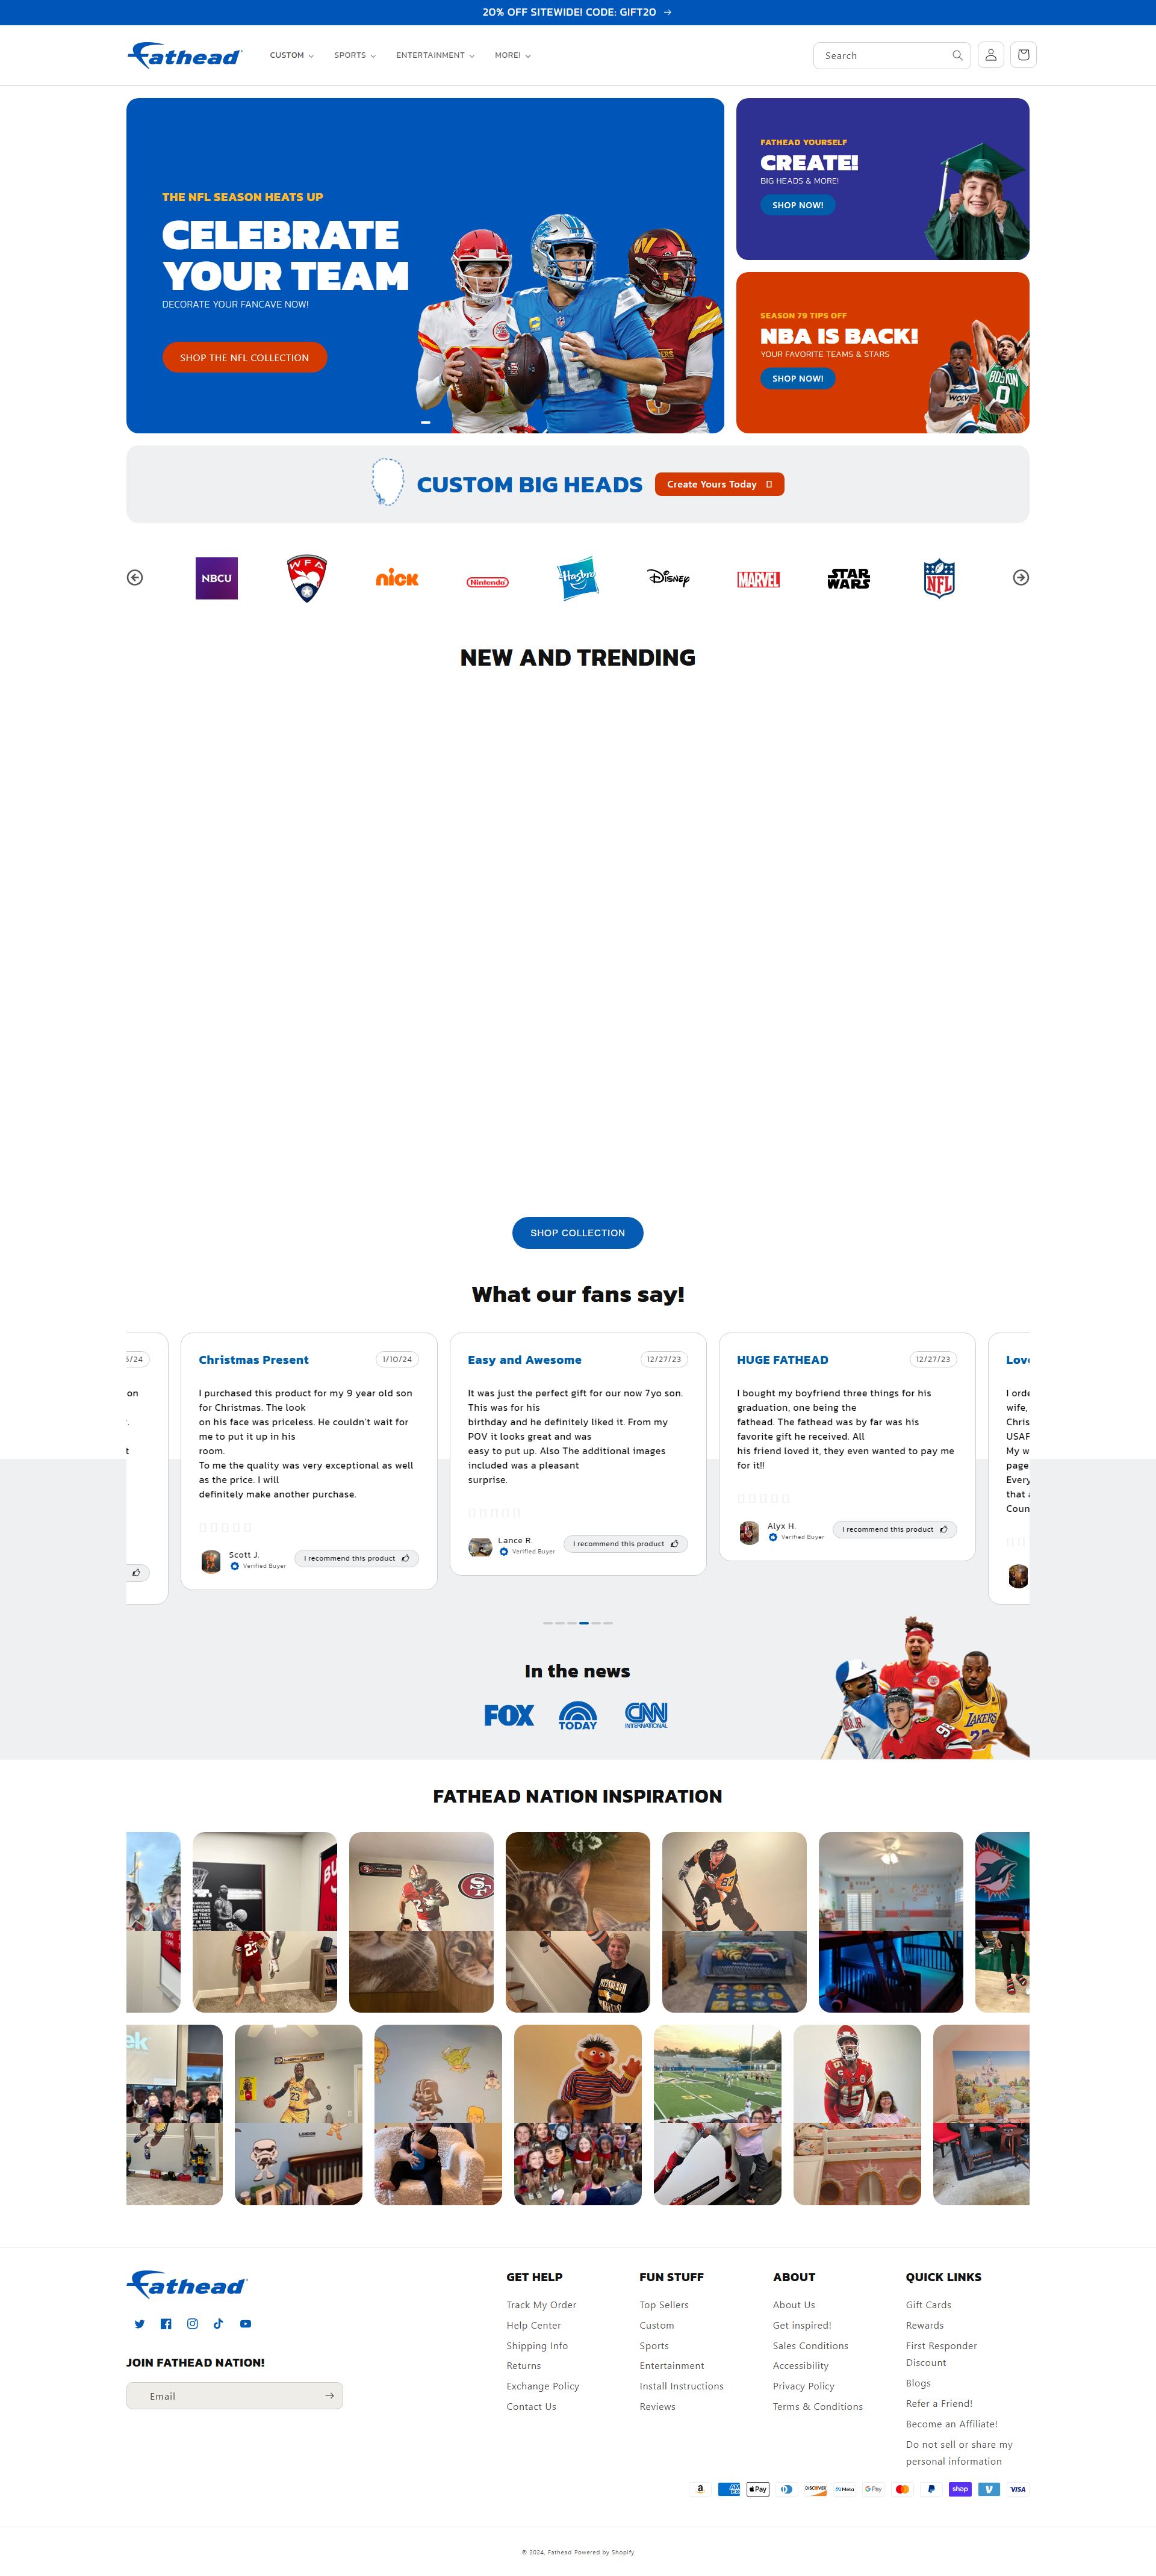 20% OFF SITEWIDE! CODE: GIFT20
Fathead
CUSTOM
SPORTS
ENTERTAINMENT
MORE!
Search
THE NFL SEASON HEATS UP
CELEBRATE
YOUR TEAM
DECORATE YOUR FANCAVE NOW!
SHOP THE NFL COLLECTION
FATHEAD YOURSELF
CREATE!
BIG HEADS & MORE!
SHOP NOW!
SEASON 79 TIPS OFF
NBA IS BACK!
YOUR FAVORITE TEAMS & STARS
SHOP NOW!
CUSTOM BIG HEADS
Create Yours Today
NBCU
WFA
nick
Nintendo
Hasbro
Disney
MARVEL
STAR
WARS
NFL
NEW AND TRENDING
SHOP COLLECTION
What our fans say!
Christmas Present
1/10/24
I purchased this product for my 9 year old son
for Christmas. The look
on his face was priceless. He couldn't wait for
me to put it up in his
room.
To me the quality was very exceptional as well
as the price. I will
definitely make another purchase.
Scott J.
Verified Buyer
I recommend this product
Easy and Awesome
12/27/23
It was just the perfect gift for our now 7yo son.
This was for his
birthday and he definitely liked it. From my
POV it looks great and was
easy to put up. Also The additional images
included was a pleasant
surprise.
Lance R.
Verified Buyer
I recommend this product
HUGE FATHEAD
12/27/23
I bought my boyfriend three things for his
graduation, one being the
fathead. The fathead was by far was his
favorite gift he received. All
his friend loved it, they even wanted to pay me
for it!!
Alyx H.
Verified Buyer
I recommend this product
In the news
FOX
TODAY
CNN
INTERNATIONAL
FATHEAD NATION INSPIRATION
Fathead
JOIN FATHEAD NATION!
Email
GET HELP
Track My Order
Help Center
Shipping Info
Returns
Exchange Policy
Contact Us
FUN STUFF
Top Sellers
Custom
Sports
Entertainment
Install Instructions
Reviews
ABOUT
About Us
Get inspired!
Sales Conditions
Accessibility
Privacy Policy
Terms & Conditions
QUICK LINKS
Gift Cards
Rewards
First Responder
Discount
Blogs
Refer a Friend!
Become an Affiliate!
Do not sell or share my
personal information
© 2024, Fathead Powered by Shopify